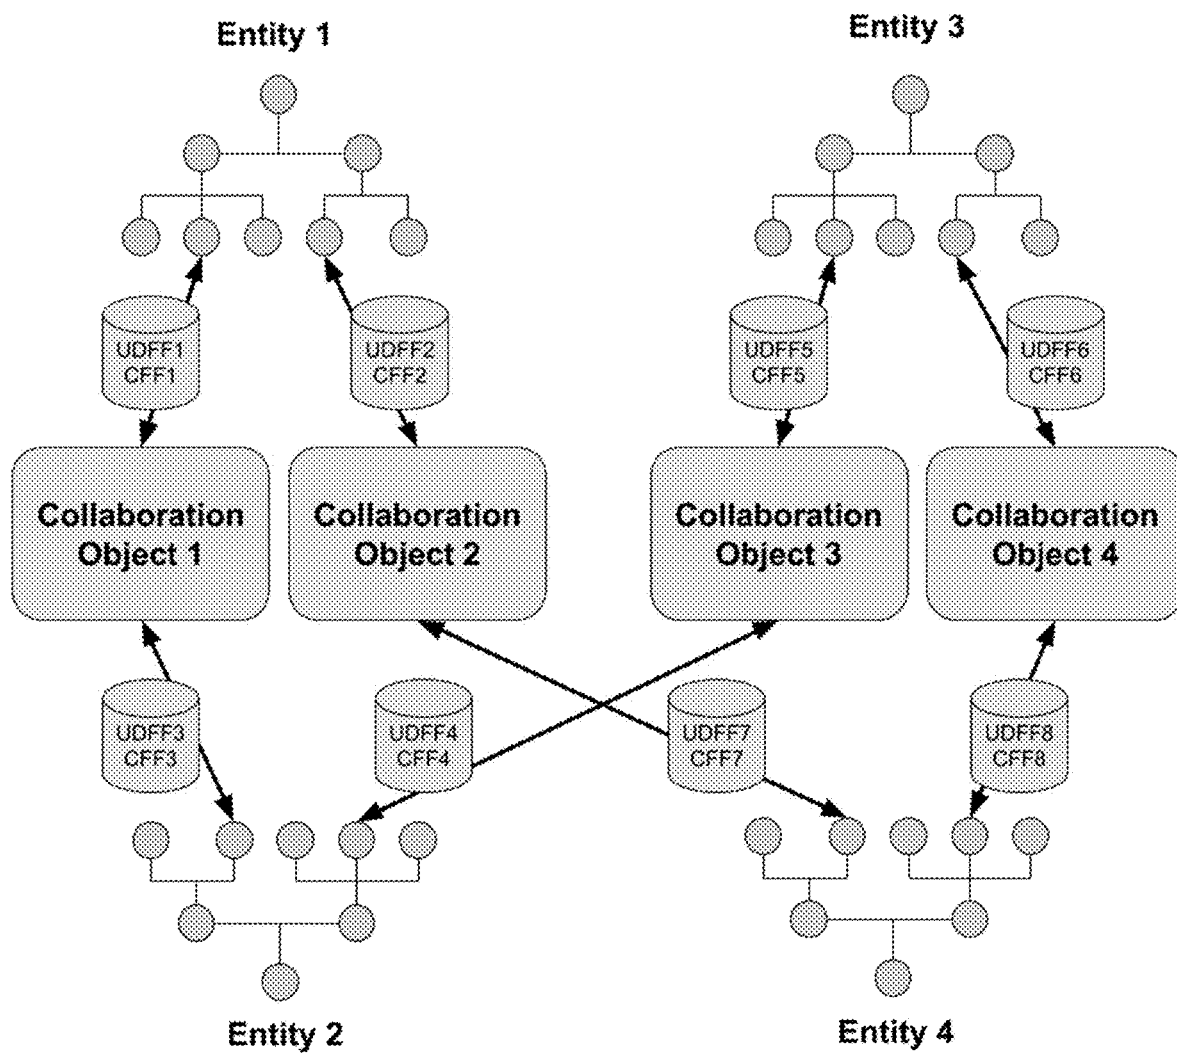 Entity 1
Entity 3
UDFF1
CFF1
UDFF2
CFF2
UDFF5
CFF5
UDFF6
CFF6
Collaboration
Object 1
Collaboration
Object 2
Collaboration
Object 3
Collaboration
Object 4
UDFF3
CFF3
UDFF4
CFF4
UDFF7
CFF7
UDFF8
CFF8
Entity 2
Entity 4